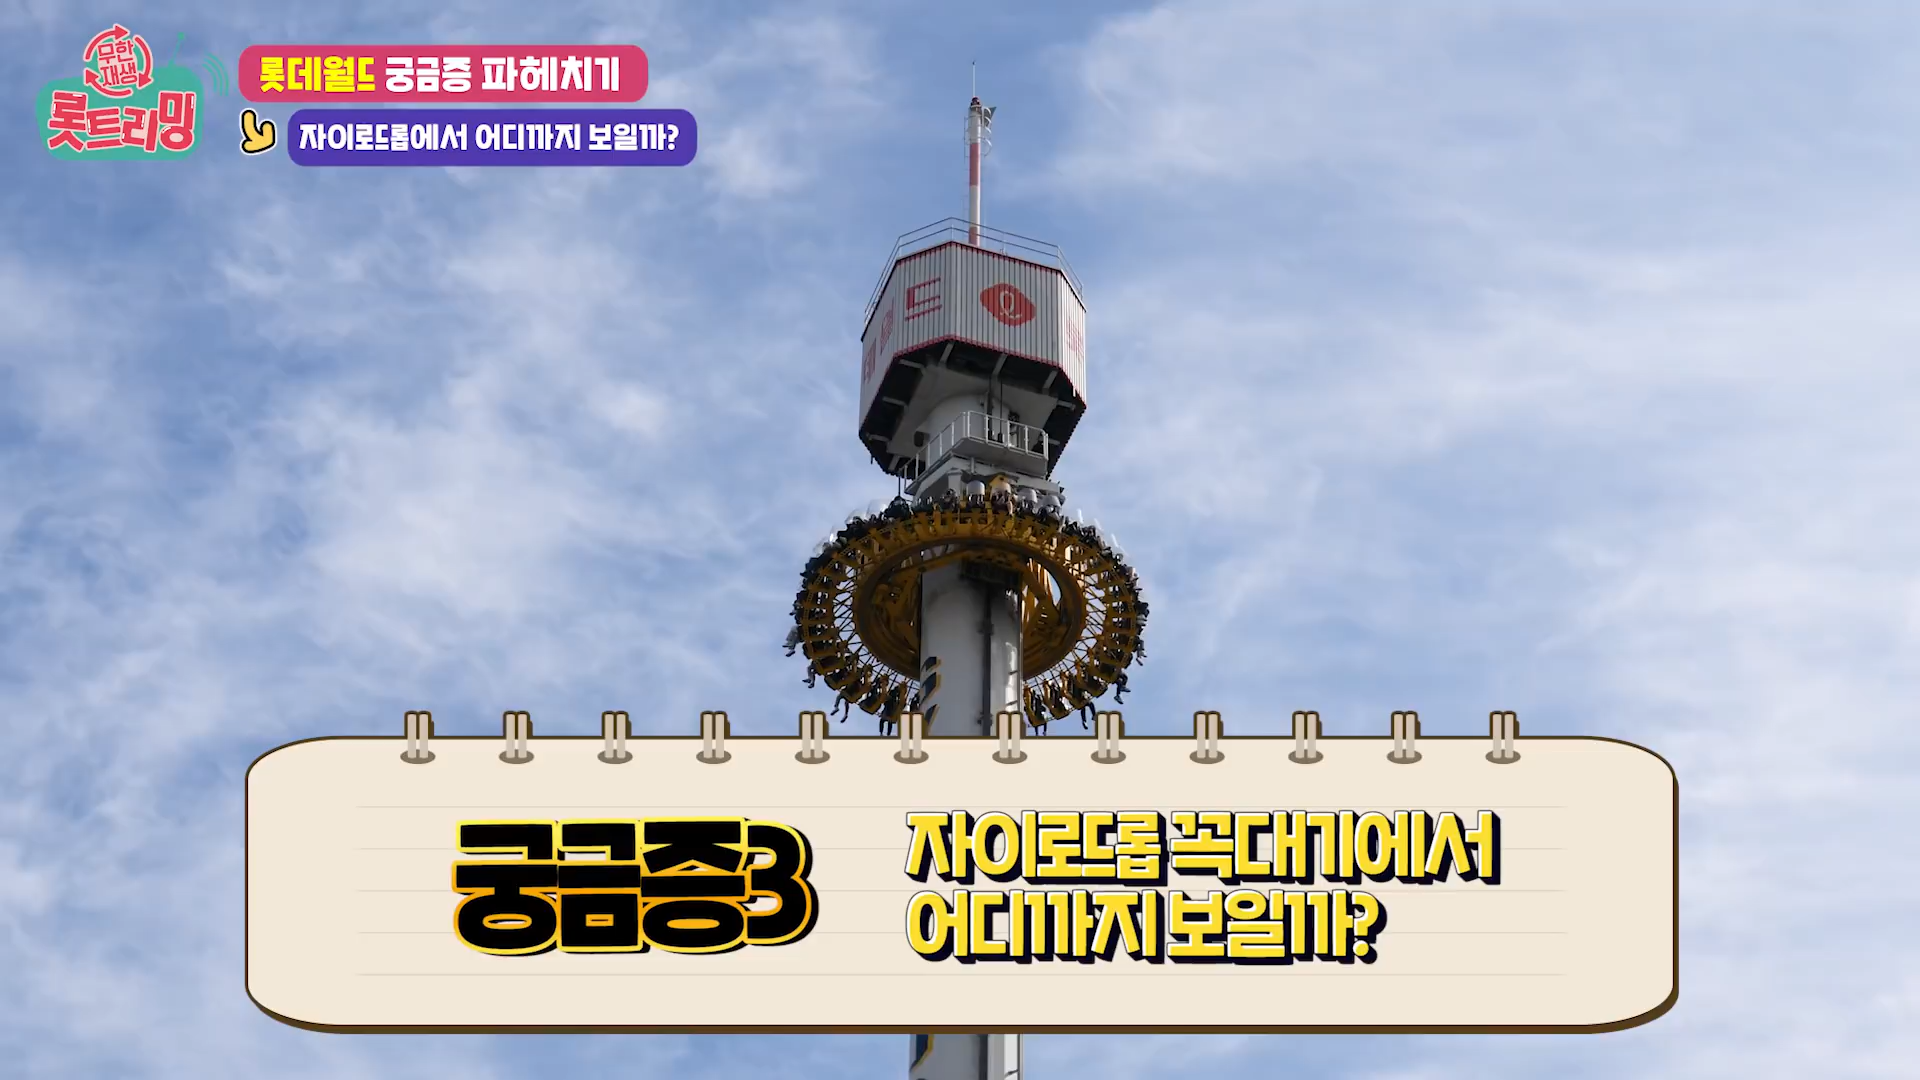 무한
재생
롯트리밍
롯데월드 궁금증 파헤치기
자이로드롭에서 어디까지 보일까?
드
궁금증3
자이로드롭 꼭대기에서
어디까지 보일까?